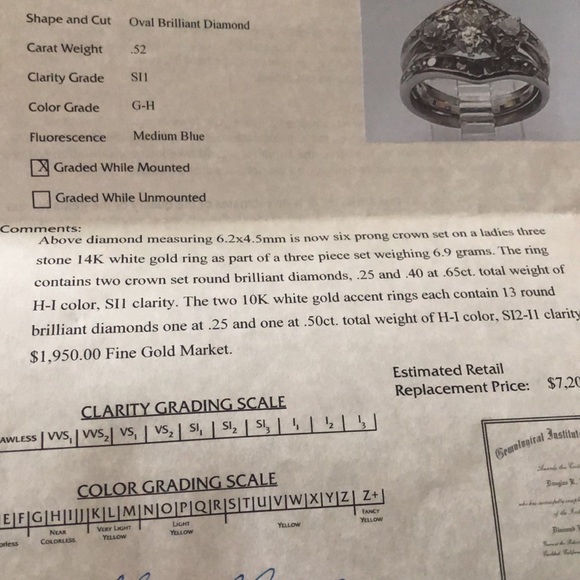 Shape and Cut Oval Brilliant Diamond
Carat Weight .52
Clarity Grade SI1
Color Grade G-H
Fluorescence Medium Blue
X Graded While Mounted
Graded While Unmounted
Comments:
Above diamond measuring 6.2x4.5mm is now six prong crown set on a ladies three
stone 14K white gold ring as part of a three piece set weighing 6.9 grams. The ring
contains two crown set round brilliant diamonds, .25 and .40 at .65ct. total weight of
H-I color, SI1 clarity. The two 10K white gold accent rings each contain 13 round
brilliant diamonds one at .25 and one at .50ct. total weight of H-I color, SI2-I1 clarity
$1,950.00 Fine Gold Market.
Estimated Retail
Replacement Price: $7,20
CLARITY GRADING SCALE
AWLESS VVS1 VVS2 VS1 VS2 SI1 SI2 SI3 I1 I2 I3
COLOR GRADING SCALE
E F G H I J K L M N O P Q R S T U V W X Y Z Z+
orless Near Colorless Very Light Yellow Light Yellow Yellow Fancy Yellow
Gemological Institut
Douglas